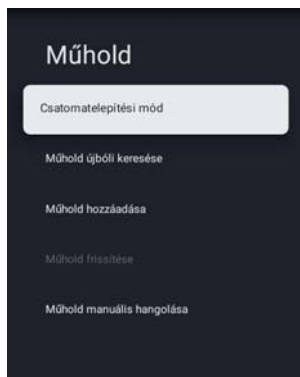 Műhold
Csatornatelepítési mód
Műhold újbóli keresése
Műhold hozzáadása
Műhold frissítése
Műhold manuális hangolása